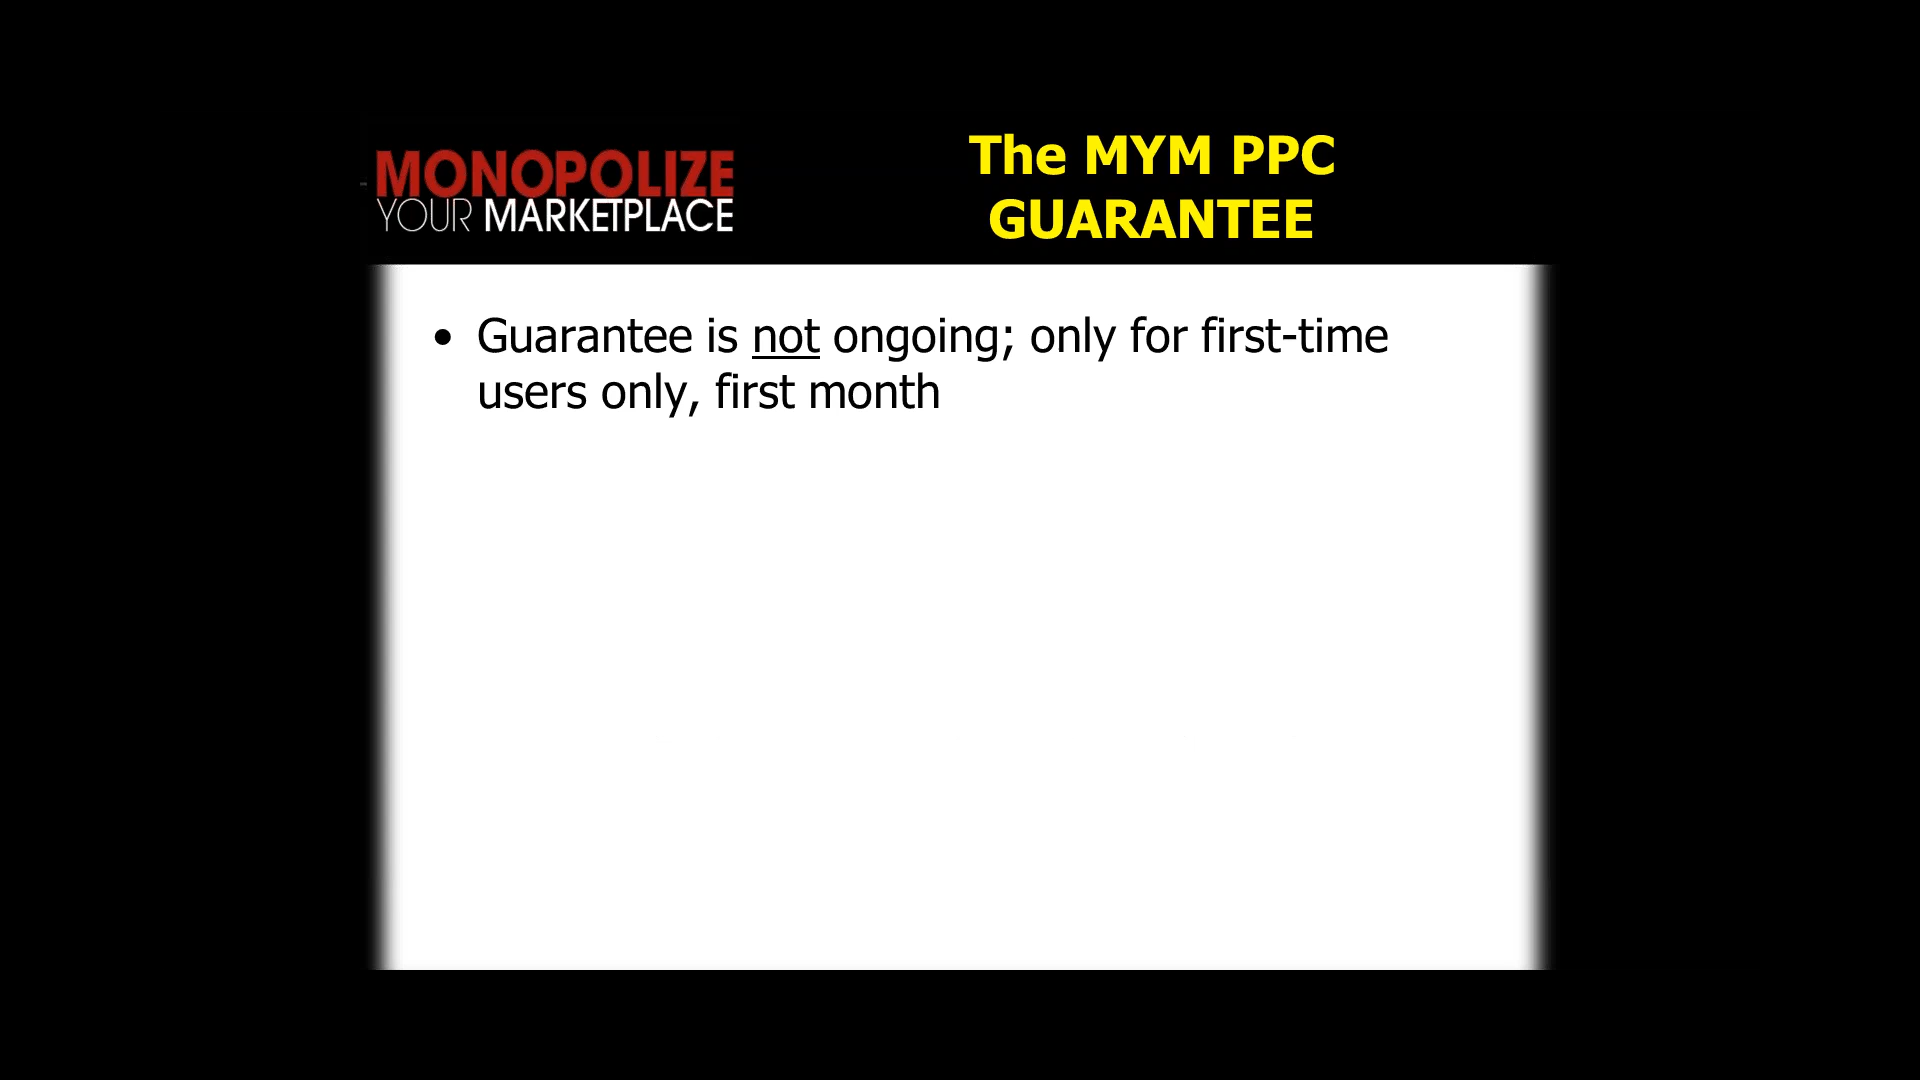 MONOPOLIZE
YOUR MARKETPLACE
The MYM PPC
GUARANTEE
• Guarantee is not ongoing; only for first-time
users only, first month